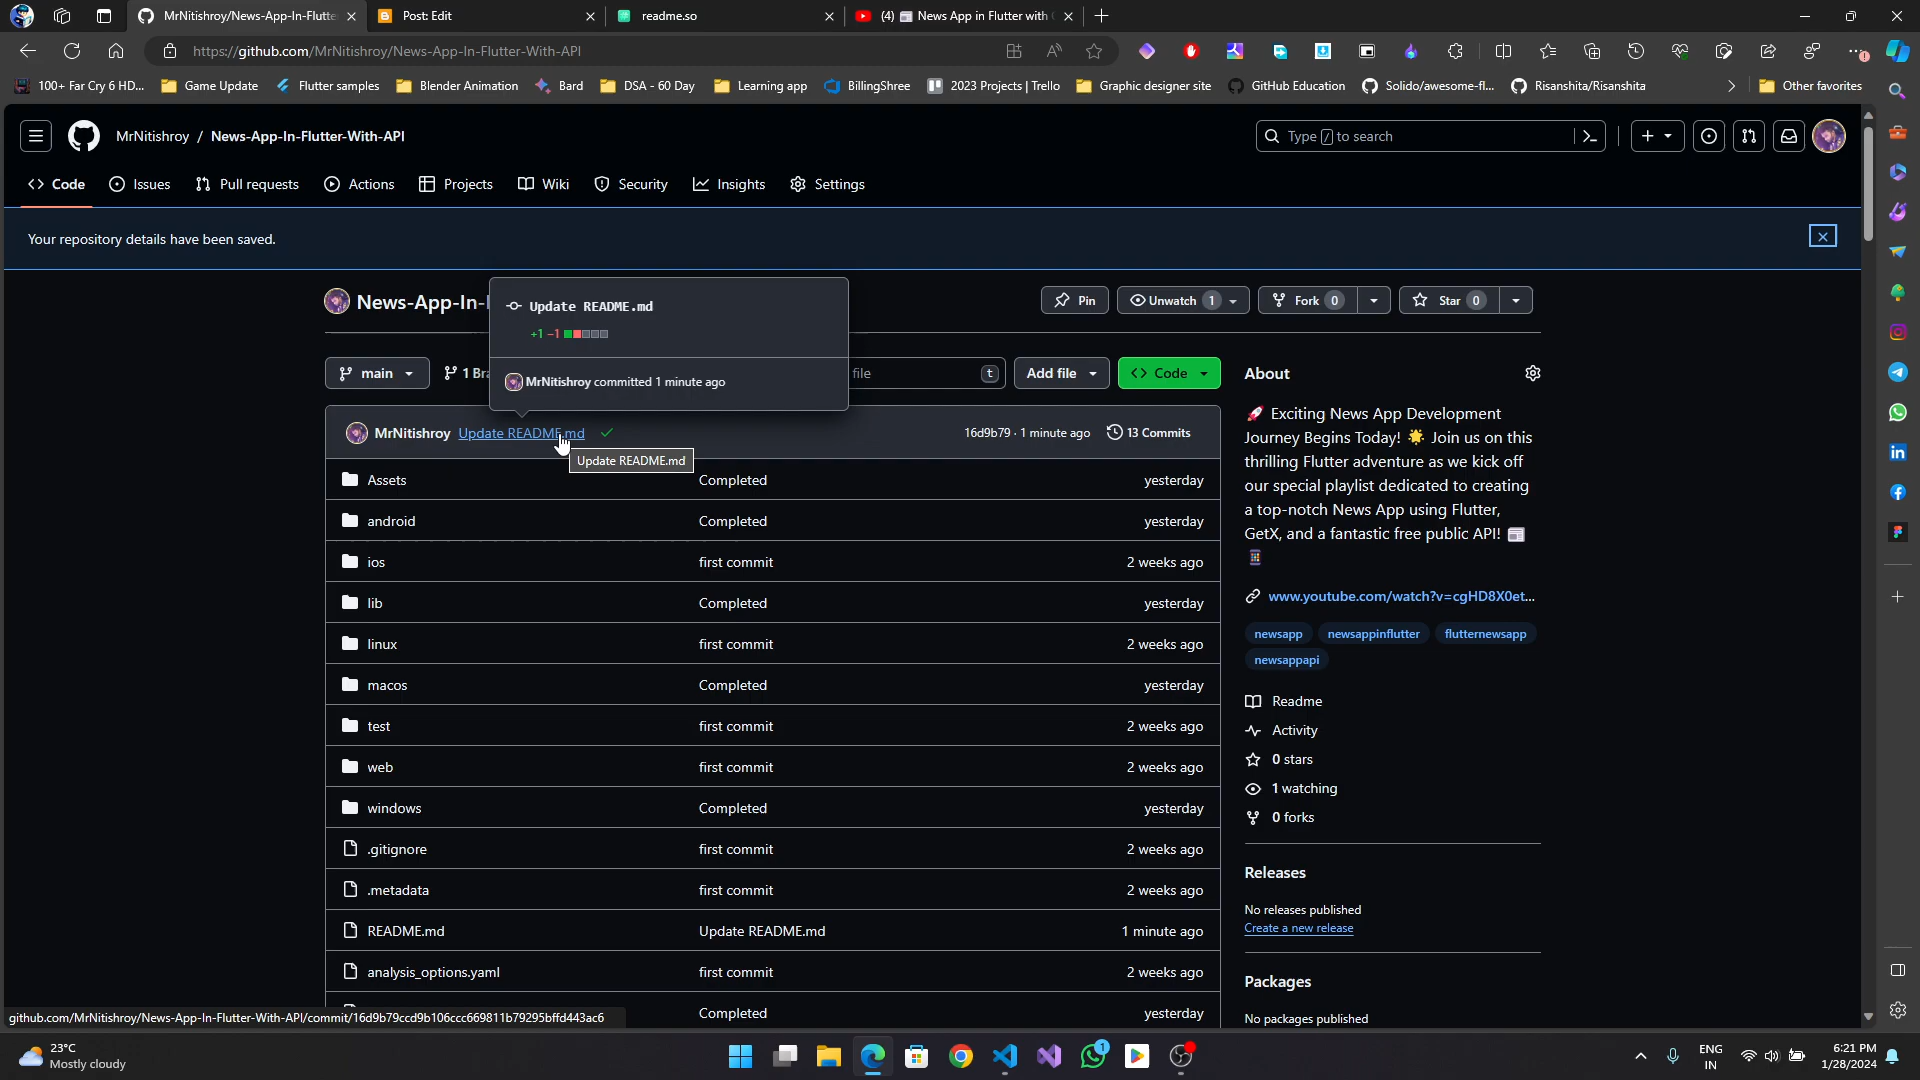 MrNitishroy/News-App-In-Flutte
Post: Edit
readme.so
(4) 📰 News App in Flutter with
https://github.com/MrNitishroy/News-App-In-Flutter-With-API
100+ Far Cry 6 HD...
Game Update
Flutter samples
Blender Animation
Bard
DSA - 60 Day
Learning app
BillingShree
2023 Projects | Trello
Graphic designer site
GitHub Education
Solido/awesome-fl...
Risanshita/Risanshita
Other favorites
MrNitishroy / News-App-In-Flutter-With-API
Type / to search
Code
Issues
Pull requests
Actions
Projects
Wiki
Security
Insights
Settings
Your repository details have been saved.
News-App-In-
Pin
Unwatch 1
Fork 0
Star 0
Update README.md
+1 −1
MrNitishroy committed 1 minute ago
main
1 Bra
file
t
Add file
Code
MrNitishroy Update README.md
16d9b79 · 1 minute ago
13 Commits
Update README.md
Assets Completed yesterday
android Completed yesterday
ios first commit 2 weeks ago
lib Completed yesterday
linux first commit 2 weeks ago
macos Completed yesterday
test first commit 2 weeks ago
web first commit 2 weeks ago
windows Completed yesterday
.gitignore first commit 2 weeks ago
.metadata first commit 2 weeks ago
README.md Update README.md 1 minute ago
analysis_options.yaml first commit 2 weeks ago
Completed yesterday
About
🚀 Exciting News App Development
Journey Begins Today! 🌟 Join us on this
thrilling Flutter adventure as we kick off
our special playlist dedicated to creating
a top-notch News App using Flutter,
GetX, and a fantastic free public API! 📰
📱
www.youtube.com/watch?v=cgHD8X0et...
newsapp
newsappinflutter
flutternewsapp
newsappapi
Readme
Activity
0 stars
1 watching
0 forks
Releases
No releases published
Create a new release
Packages
No packages published
github.com/MrNitishroy/News-App-In-Flutter-With-API/commit/16d9b79ccd9b106ccc669811b79295bffd443ac6
23°C
Mostly cloudy
1
ENG
IN
6:21 PM
1/28/2024